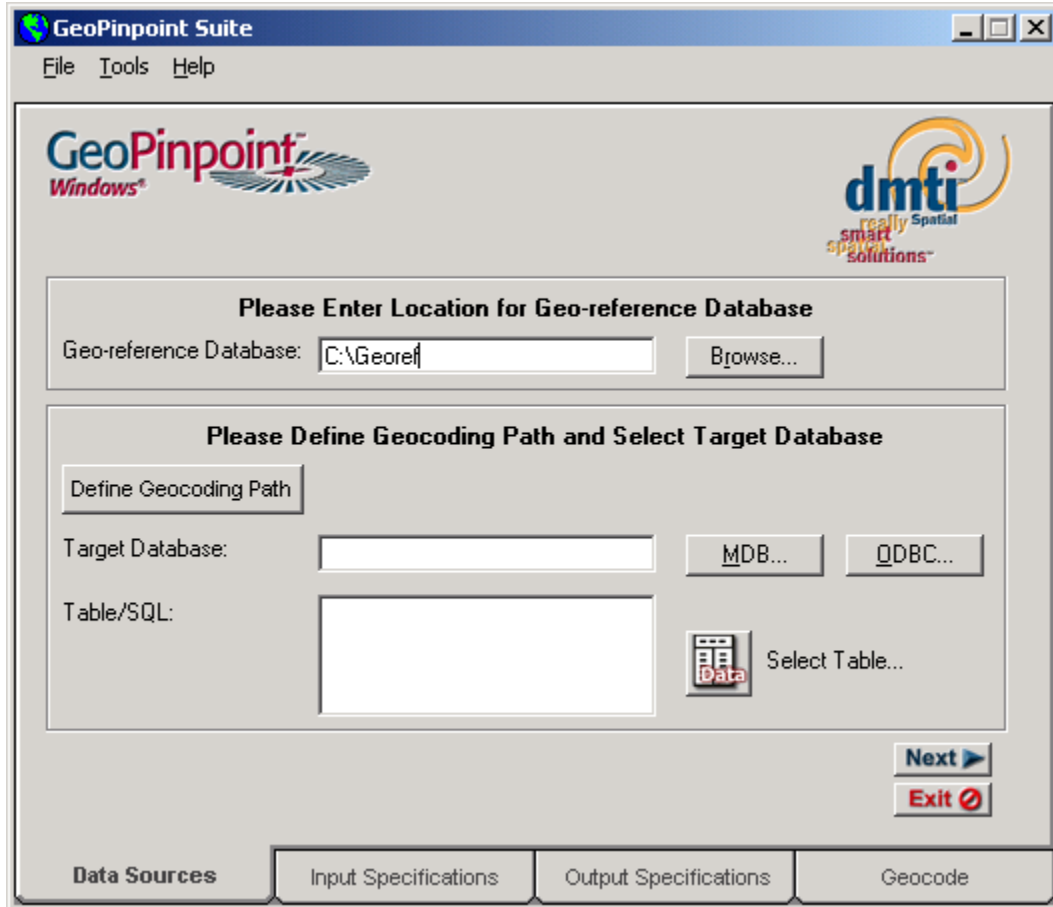 GeoPinpoint Suite
File Tools Help
GeoPinpoint™
Windows®
dmti
Spatial
really
smart
spatial
solutions™
Please Enter Location for Geo-reference Database
Geo-reference Database: C:\Georef Browse...
Please Define Geocoding Path and Select Target Database
Define Geocoding Path
Target Database: MDB... ODBC...
Table/SQL:
Data Select Table...
Next
Exit
Data Sources Input Specifications Output Specifications Geocode